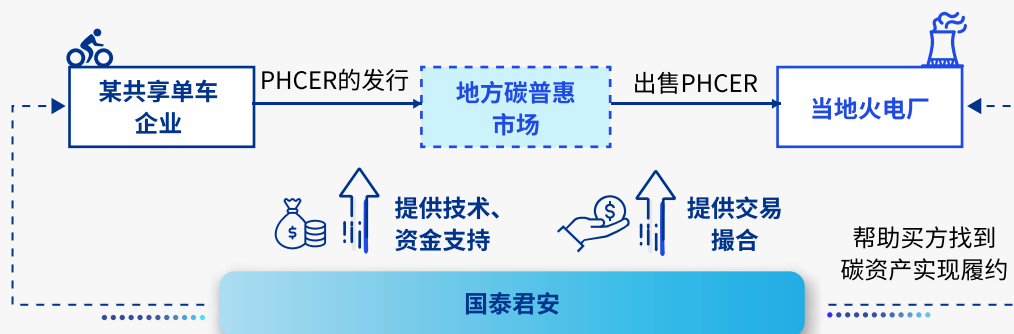 某共享单车
企业
PHCER的发行
地方碳普惠
市场
出售PHCER
当地火电厂
$
提供技术、
资金支持
$
提供交易
撮合
帮助买方找到
碳资产实现履约
国泰君安